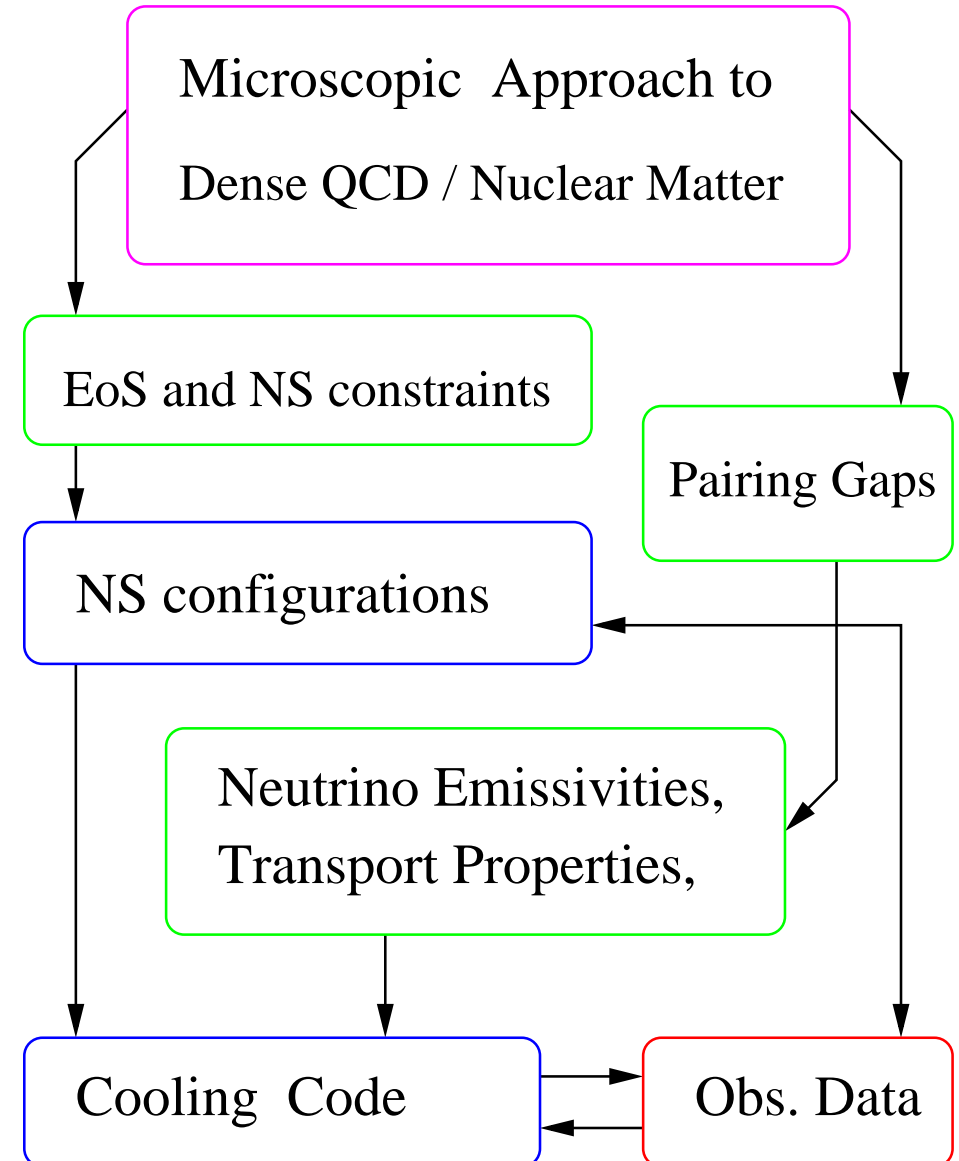 Microscopic Approach to
Dense QCD / Nuclear Matter
EoS and NS constraints
Pairing Gaps
NS configurations
Neutrino Emissivities,
Transport Properties,
Cooling Code
Obs. Data